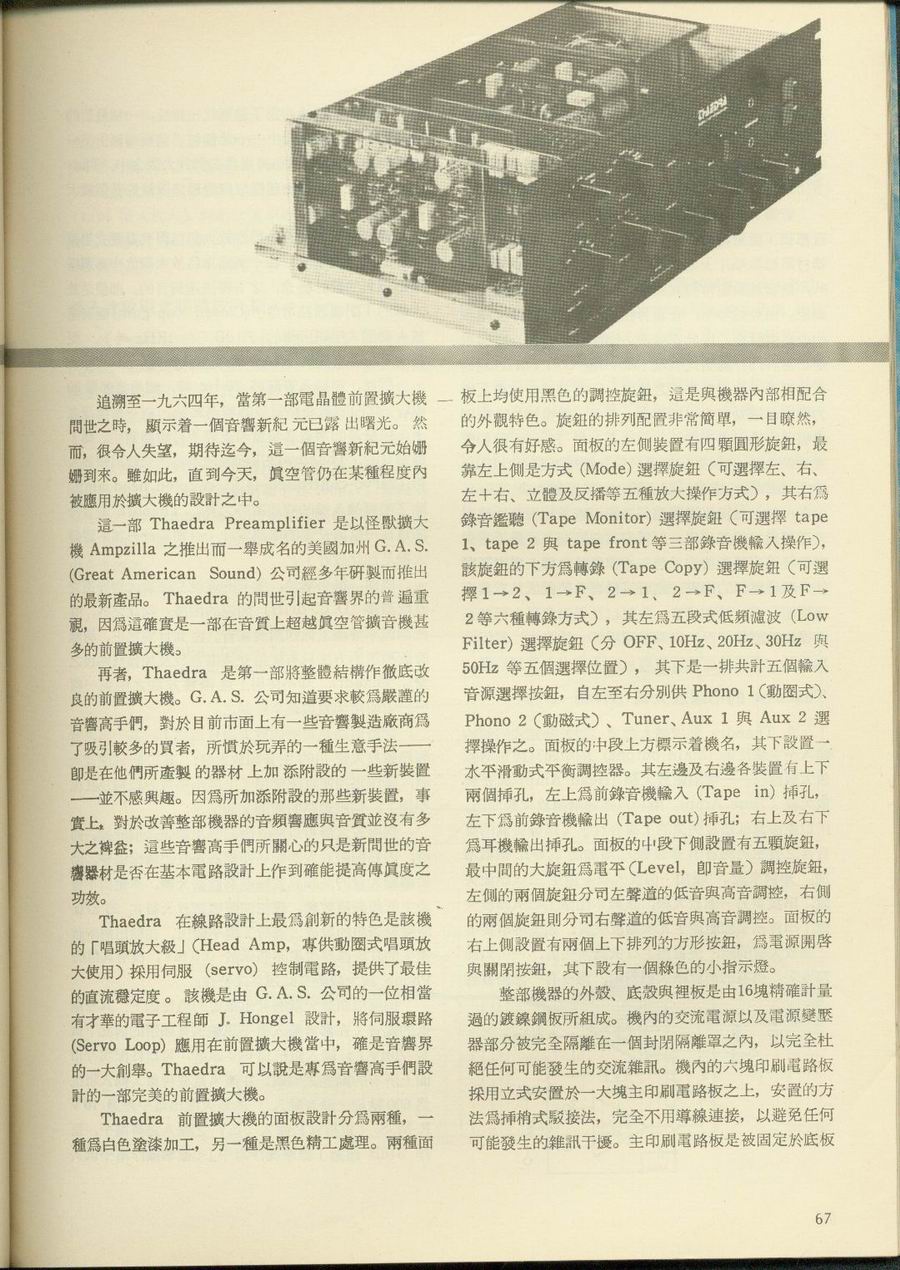 THAEDRA
追溯至一九六四年，當第一部電晶體前置擴大機
問世之時，顯示着一個音響新紀元已露出曙光。然
而，很令人失望，期待迄今，這一個音響新紀元始姍
姍到來。雖如此，直到今天，眞空管仍在某種程度內
被應用於擴大機的設計之中。
這一部 Thaedra Preamplifier 是以怪獸擴大
機 Ampzilla 之推出而一舉成名的美國加州 G. A. S.
(Great American Sound) 公司經多年研製而推出
的最新產品。Thaedra 的問世引起音響界的普遍重
視，因爲這確實是一部在音質上超越眞空管擴音機甚
多的前置擴大機。
再者，Thaedra 是第一部將整體結構作徹底改
良的前置擴大機。G. A. S. 公司知道要求較爲嚴謹的
音響高手們，對於目前市面上有一些音響製造廠商爲
了吸引較多的買者，所慣於玩弄的一種生意手法——
卽是在他們所產製的器材上加添附設的一些新裝置
——並不感興趣。因爲所加添附設的那些新裝置，事
實上，對於改善整部機器的音頻響應與音質並沒有多
大之裨益；這些音響高手們所關心的只是新問世的音
響器材是否在基本電路設計上作到確能提高傳眞度之
功效。
Thaedra 在線路設計上最爲創新的特色是該機
的「唱頭放大級」(Head Amp，專供動圈式唱頭放
大使用) 採用伺服 (servo) 控制電路，提供了最佳
的直流穩定度。該機是由 G. A. S. 公司的一位相當
有才華的電子工程師 J. Hongel 設計，將伺服環路
(Servo Loop) 應用在前置擴大機當中，確是音響界
的一大創舉。Thaedra 可以說是專爲音響高手們設
計的一部完美的前置擴大機。
Thaedra 前置擴大機的面板設計分爲兩種，一
種爲白色塗漆加工，另一種是黑色精工處理。兩種面
板上均使用黑色的調控旋鈕，這是與機器內部相配合
的外觀特色。旋鈕的排列配置非常簡單，一目瞭然，
令人很有好感。面板的左側裝置有四顆圓形旋鈕，最
靠左上側是方式 (Mode) 選擇旋鈕（可選擇左、右、
左＋右、立體及反播等五種放大操作方式），其右爲
錄音鑑聽 (Tape Monitor) 選擇旋鈕（可選擇 tape
1、tape 2 與 tape front 等三部錄音機輸入操作），
該旋鈕的下方爲轉錄 (Tape Copy) 選擇旋鈕（可選
擇 1→2、1→F、2→1、2→F、F→1 及 F→
2 等六種轉錄方式），其左爲五段式低頻濾波 (Low
Filter) 選擇旋鈕（分 OFF、10Hz、20Hz、30Hz 與
50Hz 等五個選擇位置），其下是一排共計五個輸入
音源選擇按鈕，自左至右分別供 Phono 1（動圈式）、
Phono 2（動磁式）、Tuner、Aux 1 與 Aux 2 選
擇操作之。面板的中段上方標示着機名，其下設置一
水平滑動式平衡調控器。其左邊及右邊各裝置有上下
兩個挿孔，左上爲前錄音機輸入 (Tape in) 挿孔，
左下爲前錄音機輸出 (Tape out) 挿孔；右上及右下
爲耳機輸出挿孔。面板的中段下側設置有五顆旋鈕，
最中間的大旋鈕爲電平 (Level，卽音量) 調控旋鈕，
左側的兩個旋鈕分司左聲道的低音與高音調控，右側
的兩個旋鈕則分司右聲道的低音與高音調控。面板的
右上側設置有兩個上下排列的方形按鈕，爲電源開啓
與關閉按鈕，其下設有一個綠色的小指示燈。
整部機器的外殼、底殼與裡板是由16塊精確計量
過的鍍鎳鋼板所組成。機內的交流電源以及電源變壓
器部分被完全隔離在一個封閉隔離罩之內，以完全杜
絕任何可能發生的交流雜訊。機內的六塊印刷電路板
採用立式安置於一大塊主印刷電路板之上，安置的方
法爲挿梢式駁接法，完全不用導線連接，以避免任何
可能發生的雜訊干擾。主印刷電路板是被固定於底板
67